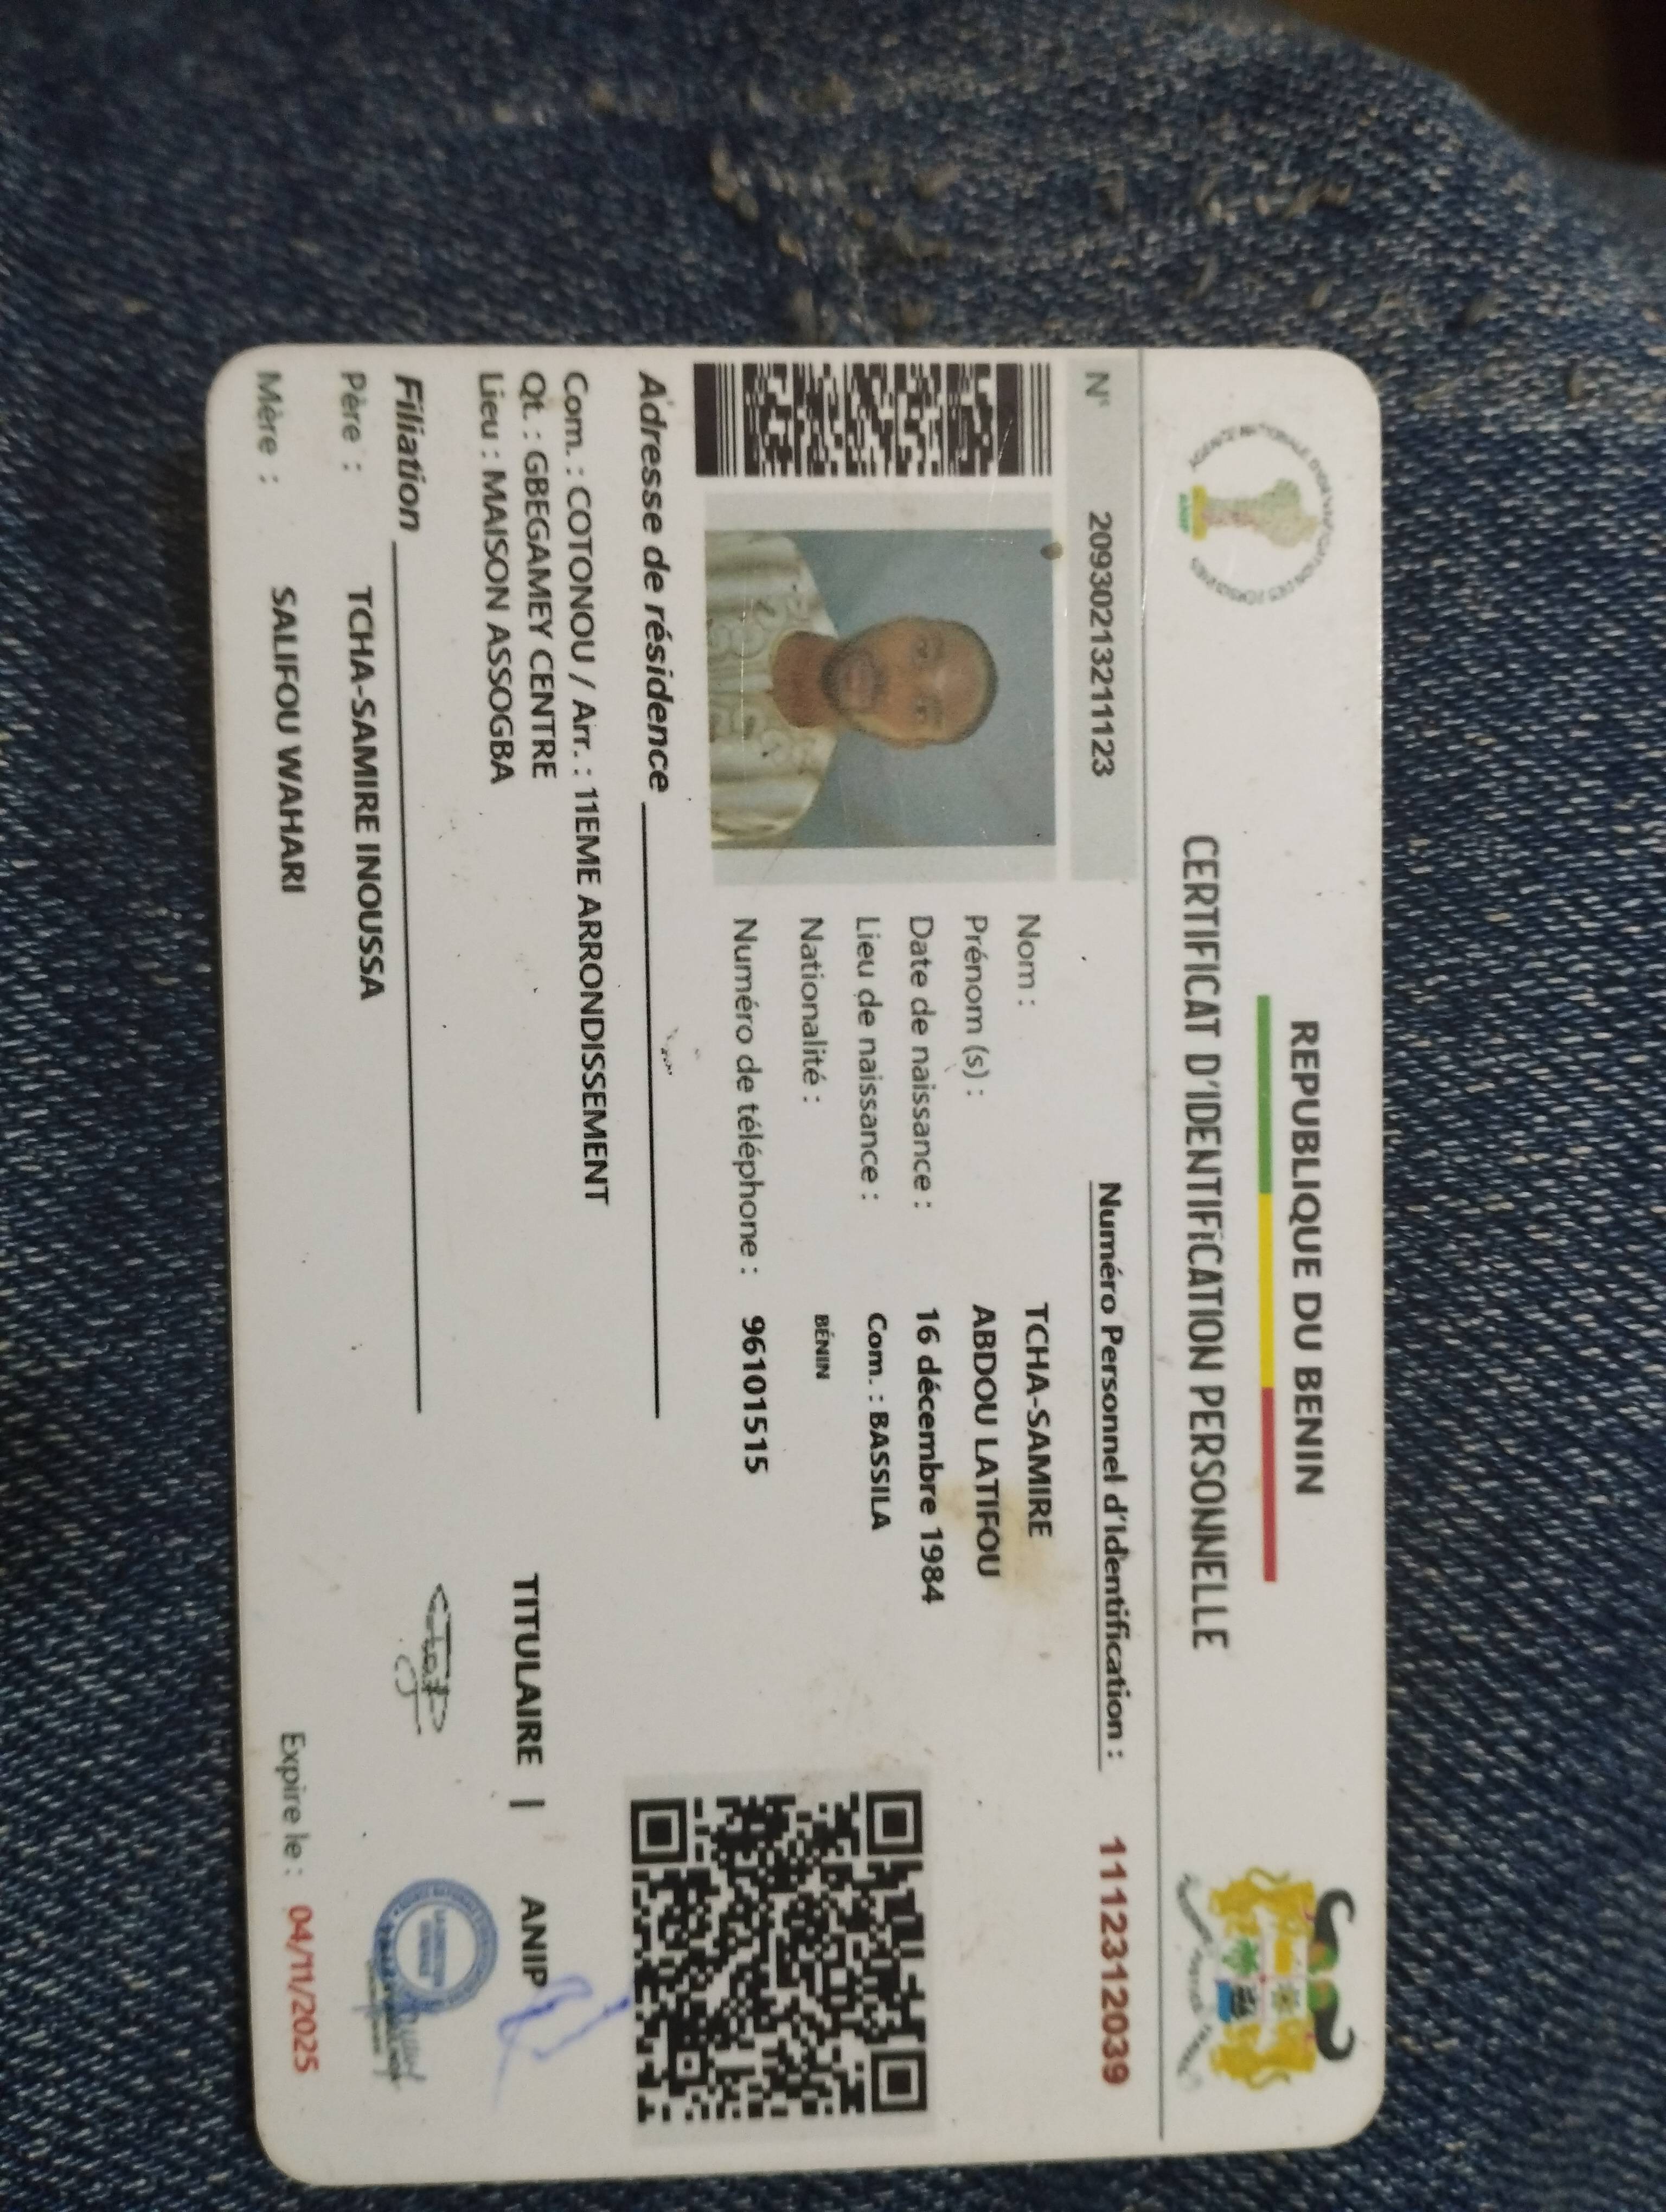 REPUBLIQUE DU BENIN
CERTIFICAT D'IDENTIFICATION PERSONNELLE
N° 20930213211123
Numéro Personnel d'Identification : 1112312039
Nom : TCHA-SAMIRE
Prénom (s) : ABDOU LATIFOU
Date de naissance : 16 décembre 1984
Lieu de naissance : Com. : BASSILA
Nationalité : BÉNIN
Numéro de téléphone : 96101515
Adresse de résidence
Com. : COTONOU / Arr. : 11EME ARRONDISSEMENT
Qt. : GBEGAMEY CENTRE
Lieu : MAISON ASSOGBA
TITULAIRE | ANIP
Filiation
Père : TCHA-SAMIRE INOUSSA
Mère : SALIFOU WAHARI
Expire le : 04/11/2025